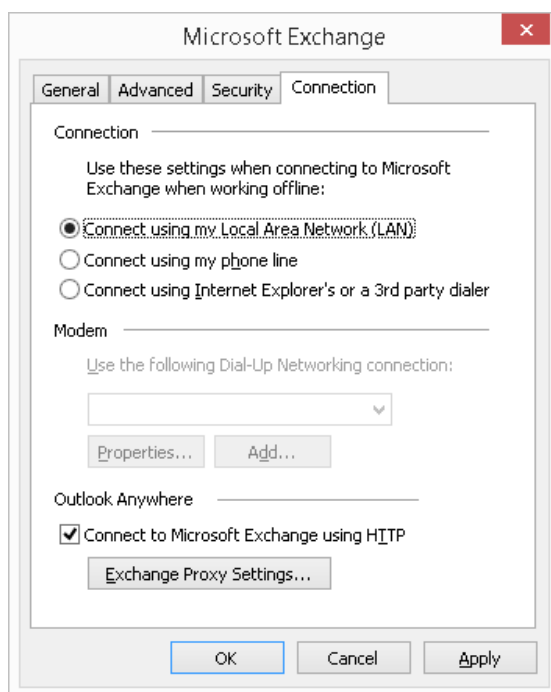 Microsoft Exchange
General Advanced Security Connection
Connection
Use these settings when connecting to Microsoft
Exchange when working offline:
Connect using my Local Area Network (LAN)
Connect using my phone line
Connect using Internet Explorer's or a 3rd party dialer
Modem
Use the following Dial-Up Networking connection:
Properties... Add...
Outlook Anywhere
Connect to Microsoft Exchange using HTTP
Exchange Proxy Settings...
OK Cancel Apply